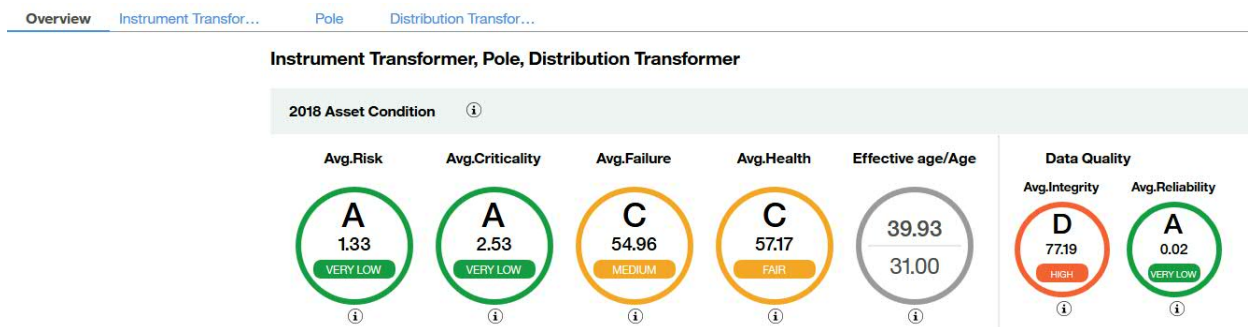 Overview Instrument Transfor... Pole Distribution Transfor...
Instrument Transformer, Pole, Distribution Transformer
2018 Asset Condition i
Avg.Risk Avg.Criticality Avg.Failure Avg.Health Effective age/Age Data Quality
Avg.Integrity Avg.Reliability
A A C C 39.93 D A
1.33 2.53 54.96 57.17 31.00 77.19 0.02
VERY LOW VERY LOW MEDIUM FAIR HIGH VERY LOW
i i i i i i i